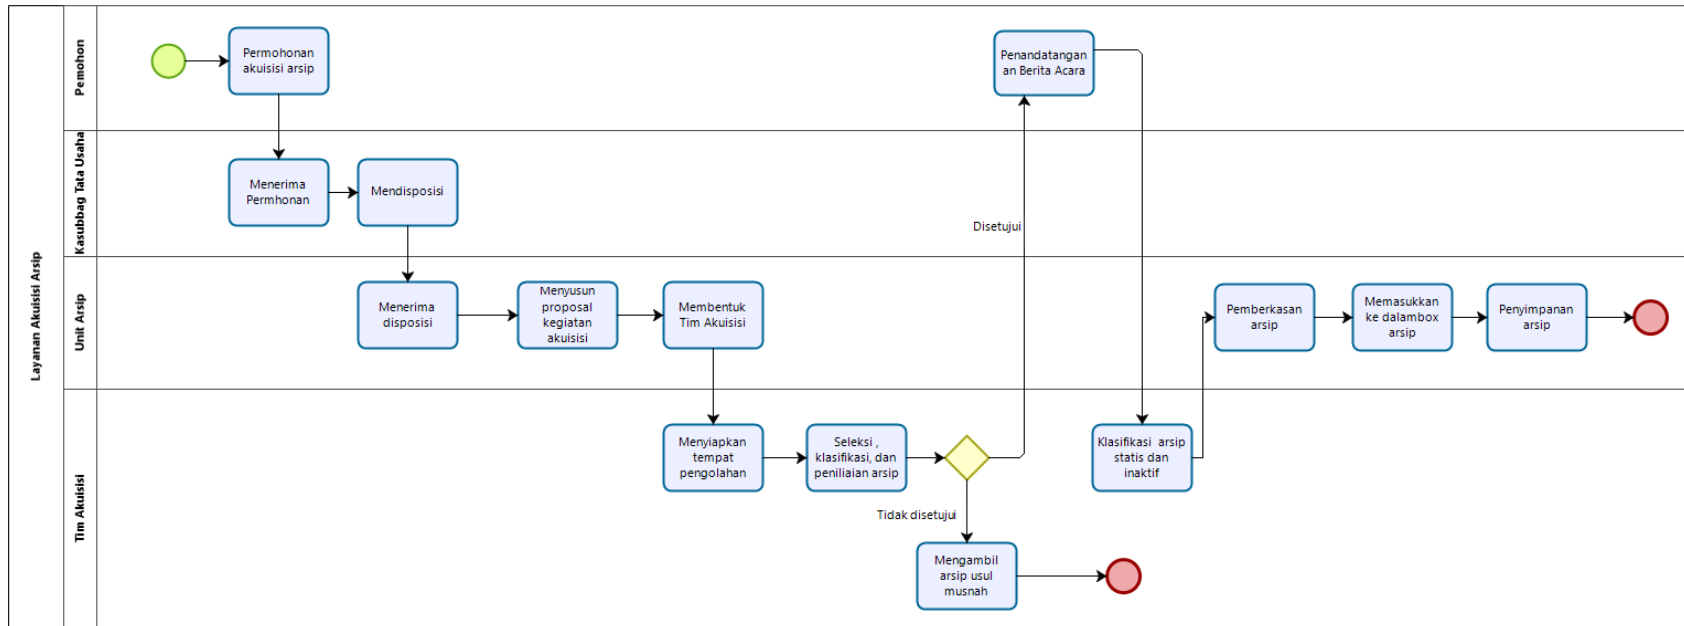 Layanan Akuisisi Arsip
Pemohon
Permohonan
akuisisi arsip
Penandatangan
an Berita Acara
Kasubbag Tata Usaha
Menerima
Permhonan
Mendisposisi
Disetujui
Unit Arsip
Menerima
disposisi
Menyusun
proposal
kegiatan
akuisisi
Membentuk
Tim Akuisisi
Pemberkasan
arsip
Memasukkan
ke dalambox
arsip
Penyimpanan
arsip
Tim Akuisisi
Menyiapkan
tempat
pengolahan
Seleksi ,
klasifikasi, dan
peniliaian arsip
Klasifikasi arsip
statis dan
inaktif
Tidak disetujui
Mengambil
arsip usul
musnah